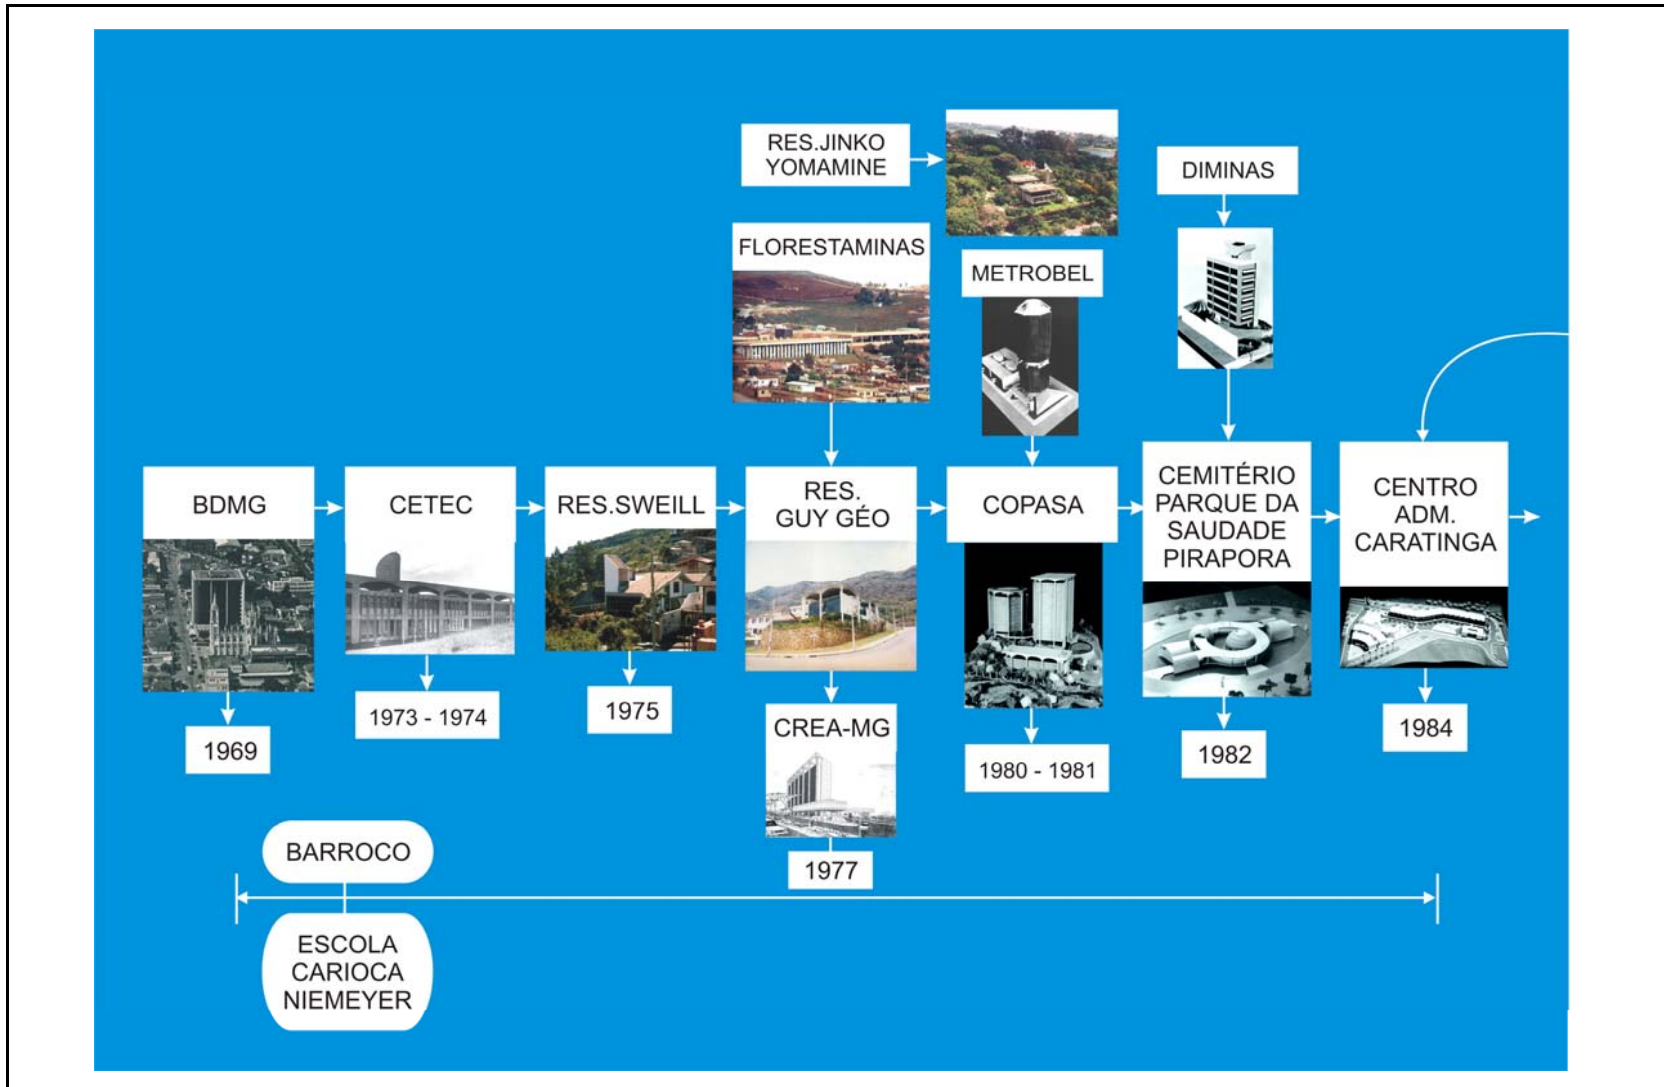 RES.JINKO
YOMAMINE
DIMINAS
FLORESTAMINAS
METROBEL
BDMG
CETEC
RES.SWEILL
RES.
GUY GÉO
COPASA
CEMITÉRIO
PARQUE DA
SAUDADE
PIRAPORA
CENTRO
ADM.
CARATINGA
1969
1973 - 1974
1975
CREA-MG
1977
1980 - 1981
1982
1984
BARROCO
ESCOLA
CARIOCA
NIEMEYER